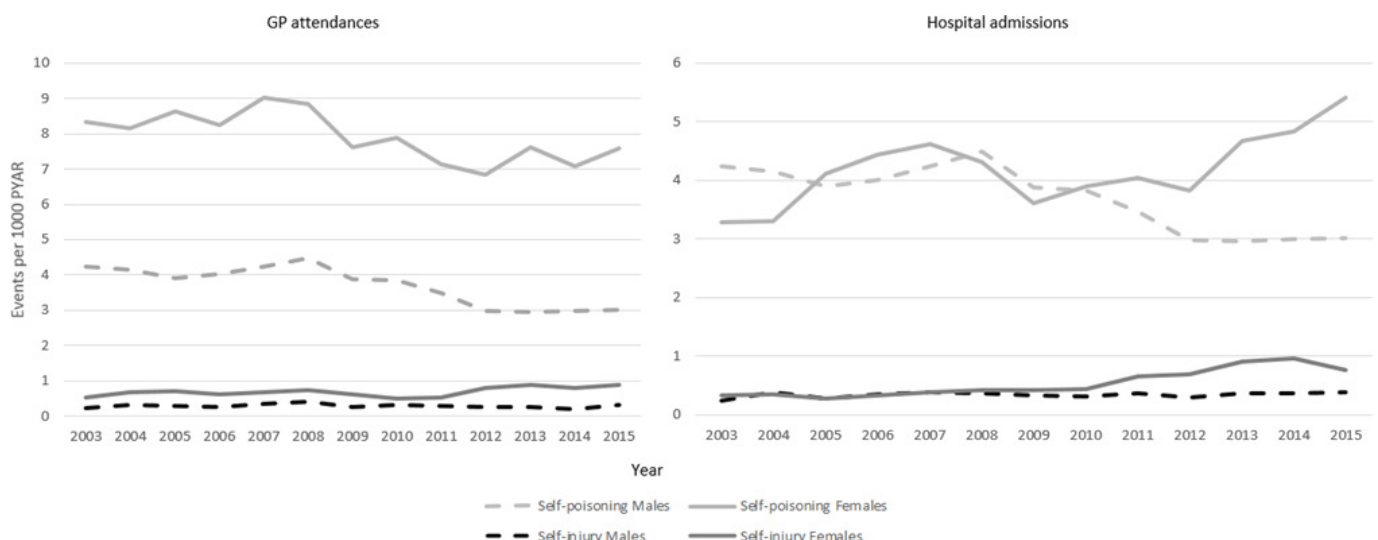 GP attendances
10
9
8
7
6
5
4
3
2
1
0
Events per 1000 PYAR
2003 2004 2005 2006 2007 2008 2009 2010 2011 2012 2013 2014 2015
Hospital admissions
6
5
4
3
2
1
0
2003 2004 2005 2006 2007 2008 2009 2010 2011 2012 2013 2014 2015
Year
Self-poisoning Males
Self-poisoning Females
Self-injury Males
Self-injury Females